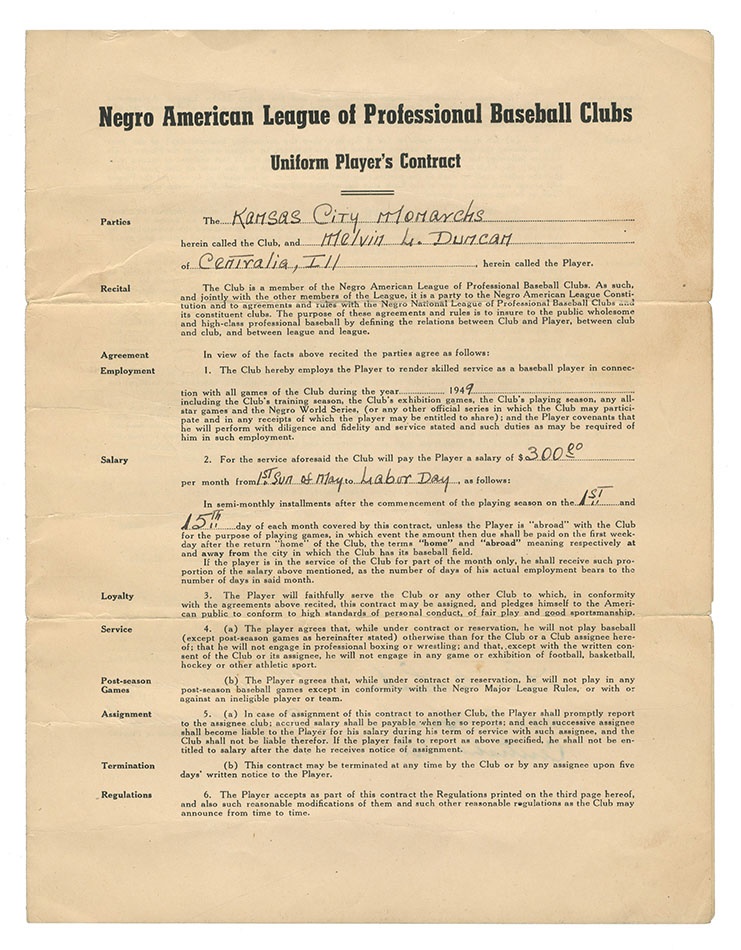 Negro American League of Professional Baseball Clubs
Uniform Player's Contract
Parties The Kansas City Monarchs
herein called the Club, and Melvin L. Duncan
of Centralia, Ill , herein called the Player.
Recital The Club is a member of the Negro American League of Professional Baseball Clubs. As such,
and jointly with the other members of the League, it is a party to the Negro American League Consti-
tution and to agreements and rules with the Negro National League of Professional Baseball Clubs and
its constituent clubs. The purpose of these agreements and rules is to insure to the public wholesome
and high-class professional baseball by defining the relations between Club and Player, between club
and club, and between league and league.
Agreement In view of the facts above recited the parties agree as follows:
Employment 1. The Club hereby employs the Player to render skilled service as a baseball player in connec-
tion with all games of the Club during the year 1949
including the Club's training season, the Club's exhibition games, the Club's playing season, any all-
star games and the Negro World Series, (or any other official series in which the Club may partici-
pate and in any receipts of which the player may be entitled to share); and the Player covenants that
he will perform with diligence and fidelity and service stated and such duties as may be required of
him in such employment.
Salary 2. For the service aforesaid the Club will pay the Player a salary of $300.00
per month from 1st Sun of May to Labor Day , as follows:
In semi-monthly installments after the commencement of the playing season on the 1ST and
15TH day of each month covered by this contract, unless the Player is "abroad" with the Club
for the purpose of playing games, in which event the amount then due shall be paid on the first week-
day after the return "home" of the Club, the terms "home" and "abroad" meaning respectively at
and away from the city in which the Club has its baseball field.
If the player is in the service of the Club for part of the month only, he shall receive such pro-
portion of the salary above mentioned, as the number of days of his actual employment bears to the
number of days in said month.
Loyalty 3. The Player will faithfully serve the Club or any other Club to which, in conformity
with the agreements above recited, this contract may be assigned, and pledges himself to the Ameri-
can public to conform to high standards of personal conduct, of fair play and good sportsmanship.
Service 4. (a) The player agrees that, while under contract or reservation, he will not play baseball
(except post-season games as hereinafter stated) otherwise than for the Club or a Club assignee here-
of; that he will not engage in professional boxing or wrestling; and that, except with the written con-
sent of the Club or its assignee, he will not engage in any game or exhibition of football, basketball,
hockey or other athletic sport.
Post-season (b) The Player agrees that, while under contract or reservation, he will not play in any
Games post-season baseball games except in conformity with the Negro Major League Rules, or with or
against an ineligible player or team.
Assignment 5. (a) In case of assignment of this contract to another Club, the Player shall promptly report
to the assignee club; accrued salary shall be payable when he so reports; and each successive assignee
shall become liable to the Player for his salary during his term of service with such assignee, and the
Club shall not be liable therefor. If the player fails to report as above specified, he shall not be en-
titled to salary after the date he receives notice of assignment.
Termination (b) This contract may be terminated at any time by the Club or by any assignee upon five
days' written notice to the Player.
Regulations 6. The Player accepts as part of this contract the Regulations printed on the third page hereof,
and also such reasonable modifications of them and such other reasonable regulations as the Club may
announce from time to time.